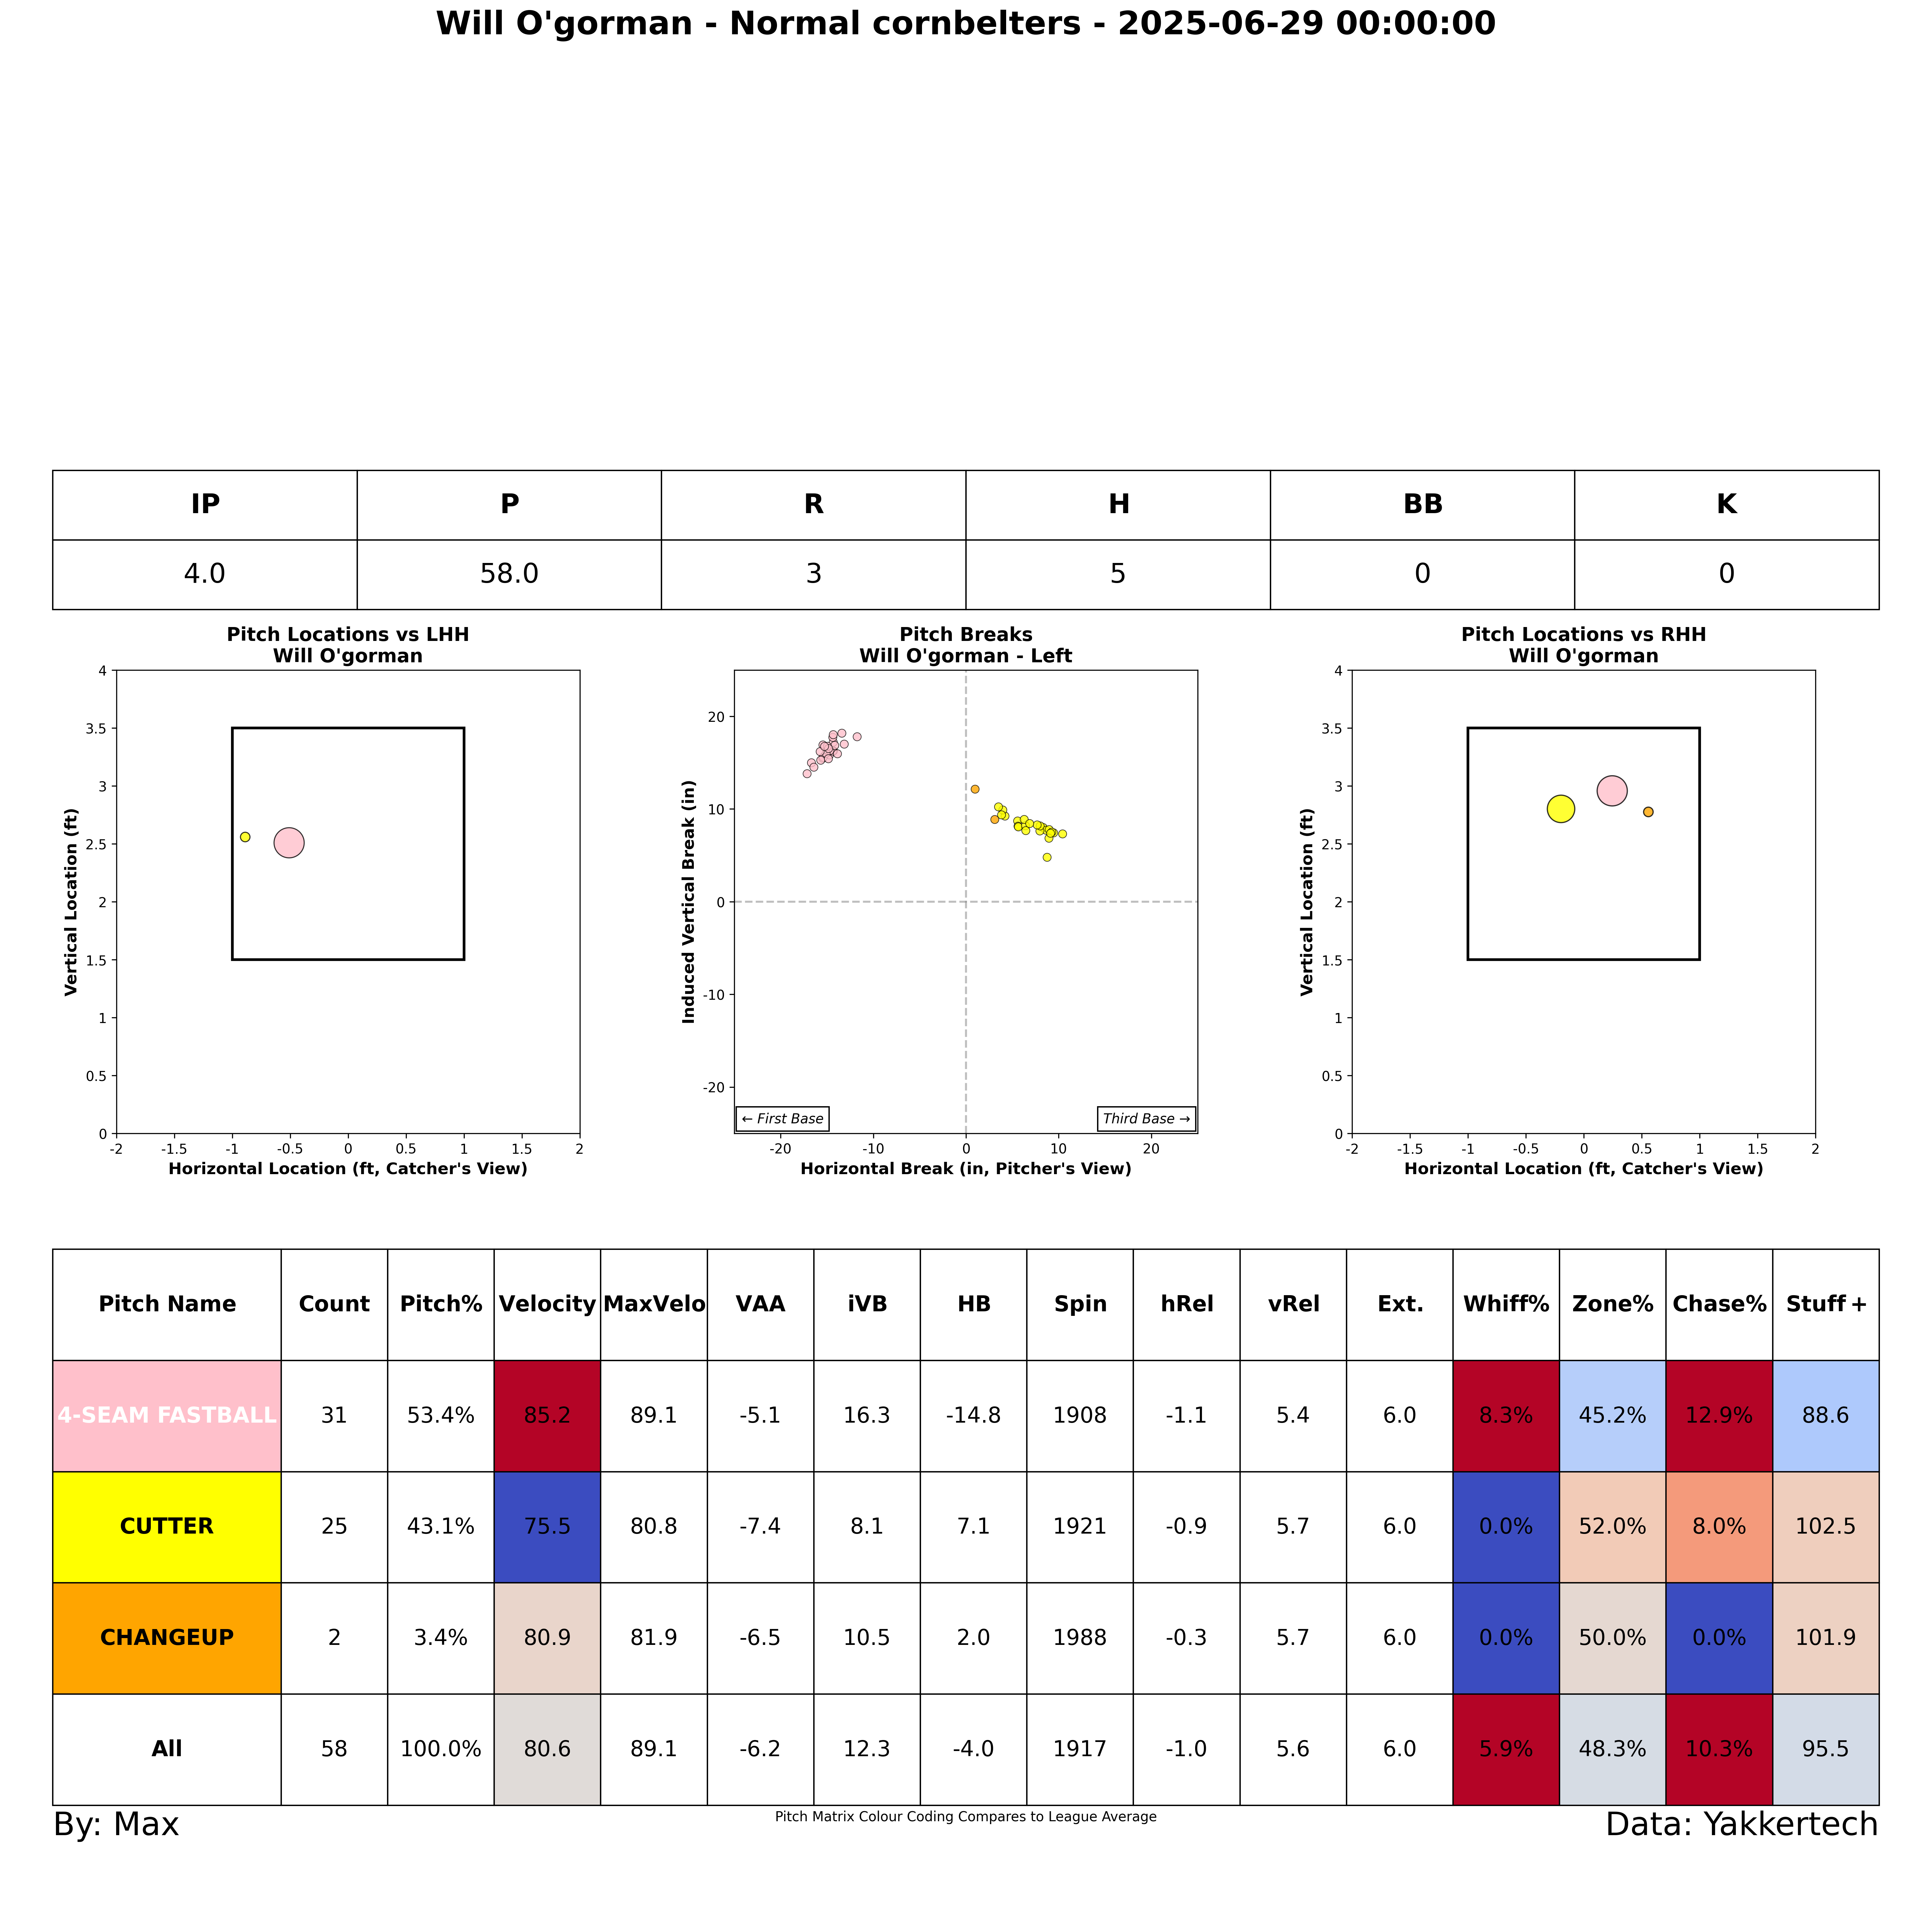 Will O'gorman - Normal cornbelters - 2025-06-29 00:00:00
IP P R H BB K
4.0 58.0 3 5 0 0
Pitch Locations vs LHH
Will O'gorman
4
3.5
3
2.5
2
1.5
1
0.5
0
-2 -1.5 -1 -0.5 0 0.5 1 1.5 2
Vertical Location (ft)
Horizontal Location (ft, Catcher's View)
Pitch Breaks
Will O'gorman - Left
20
10
0
-10
-20
← First Base Third Base →
-20 -10 0 10 20
Induced Vertical Break (in)
Horizontal Break (in, Pitcher's View)
Pitch Locations vs RHH
Will O'gorman
4
3.5
3
2.5
2
1.5
1
0.5
0
-2 -1.5 -1 -0.5 0 0.5 1 1.5 2
Vertical Location (ft)
Horizontal Location (ft, Catcher's View)
Pitch Name Count Pitch% Velocity MaxVelo VAA iVB HB Spin hRel vRel Ext. Whiff% Zone% Chase% Stuff+
4-SEAM FASTBALL 31 53.4% 85.2 89.1 -5.1 16.3 -14.8 1908 -1.1 5.4 6.0 8.3% 45.2% 12.9% 88.6
CUTTER 25 43.1% 75.5 80.8 -7.4 8.1 7.1 1921 -0.9 5.7 6.0 0.0% 52.0% 8.0% 102.5
CHANGEUP 2 3.4% 80.9 81.9 -6.5 10.5 2.0 1988 -0.3 5.7 6.0 0.0% 50.0% 0.0% 101.9
All 58 100.0% 80.6 89.1 -6.2 12.3 -4.0 1917 -1.0 5.6 6.0 5.9% 48.3% 10.3% 95.5
By: Max
Pitch Matrix Colour Coding Compares to League Average
Data: Yakkertech